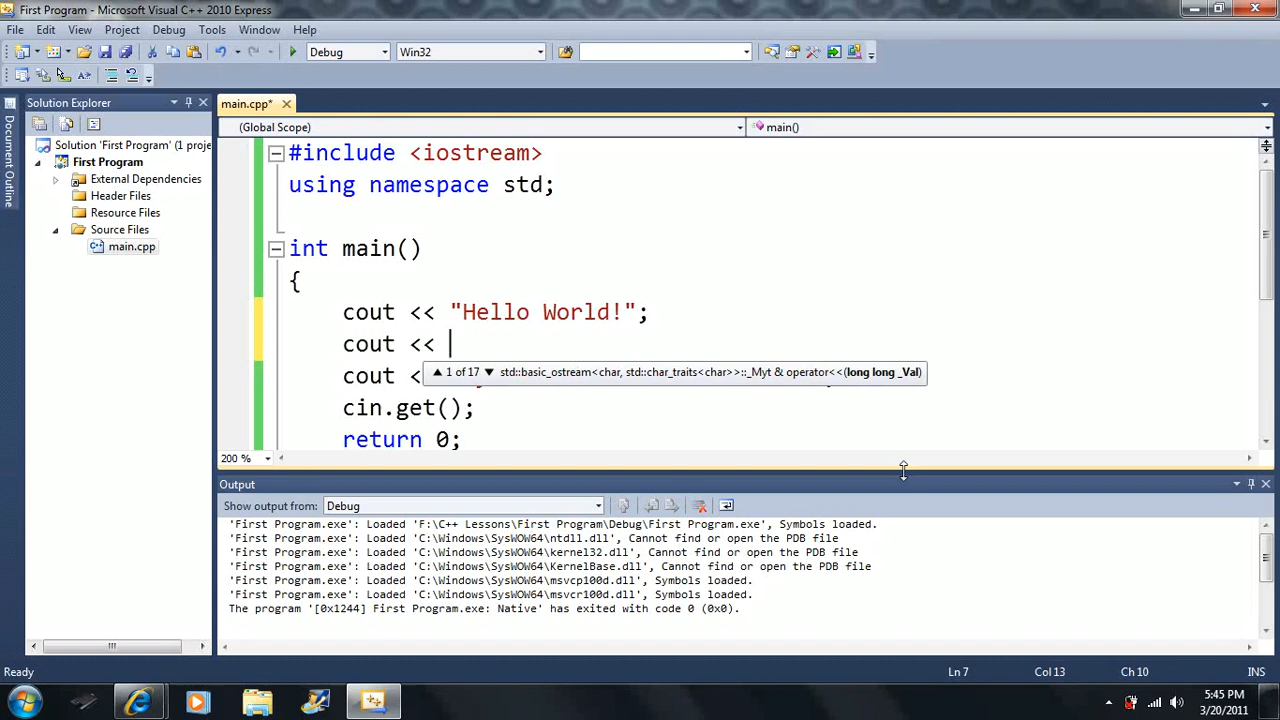 First Program - Microsoft Visual C++ 2010 Express
File Edit View Project Debug Tools Window Help
Debug Win32
Solution Explorer
main.cpp*
Document Outline
(Global Scope) main()
Solution 'First Program' (1 proje
First Program
External Dependencies
Header Files
Resource Files
Source Files
main.cpp
#include <iostream>
using namespace std;
int main()
{
cout << "Hello World!";
cout <<
1 of 17 std::basic_ostream<char, std::char_traits<char>>::_Myt & operator<<(long long _Val)
cout <
cin.get();
return 0;
200 %
Output
Show output from: Debug
'First Program.exe': Loaded 'F:\C++ Lessons\First Program\Debug\First Program.exe', Symbols loaded.
'First Program.exe': Loaded 'C:\Windows\SysWOW64\ntdll.dll', Cannot find or open the PDB file
'First Program.exe': Loaded 'C:\Windows\SysWOW64\kernel32.dll', Cannot find or open the PDB file
'First Program.exe': Loaded 'C:\Windows\SysWOW64\KernelBase.dll', Cannot find or open the PDB file
'First Program.exe': Loaded 'C:\Windows\SysWOW64\msvcp100d.dll', Symbols loaded.
'First Program.exe': Loaded 'C:\Windows\SysWOW64\msvcr100d.dll', Symbols loaded.
The program '[0x1244] First Program.exe: Native' has exited with code 0 (0x0).
Ready Ln 7 Col 13 Ch 10 INS
5:45 PM
3/20/2011